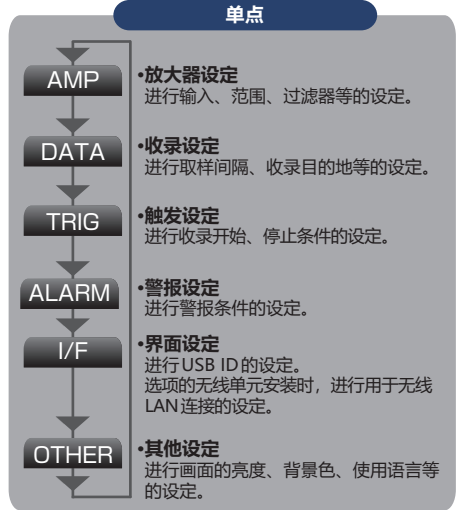 单点
AMP
•放大器设定
进行输入、范围、过滤器等的设定。
DATA
•收录设定
进行取样间隔、收录目的地等的设定。
TRIG
•触发设定
进行收录开始、停止条件的设定。
ALARM
•警报设定
进行警报条件的设定。
I/F
•界面设定
进行USB ID的设定。
选项的无线单元安装时，进行用于无线
LAN连接的设定。
OTHER
•其他设定
进行画面的亮度、背景色、使用语言等
的设定。